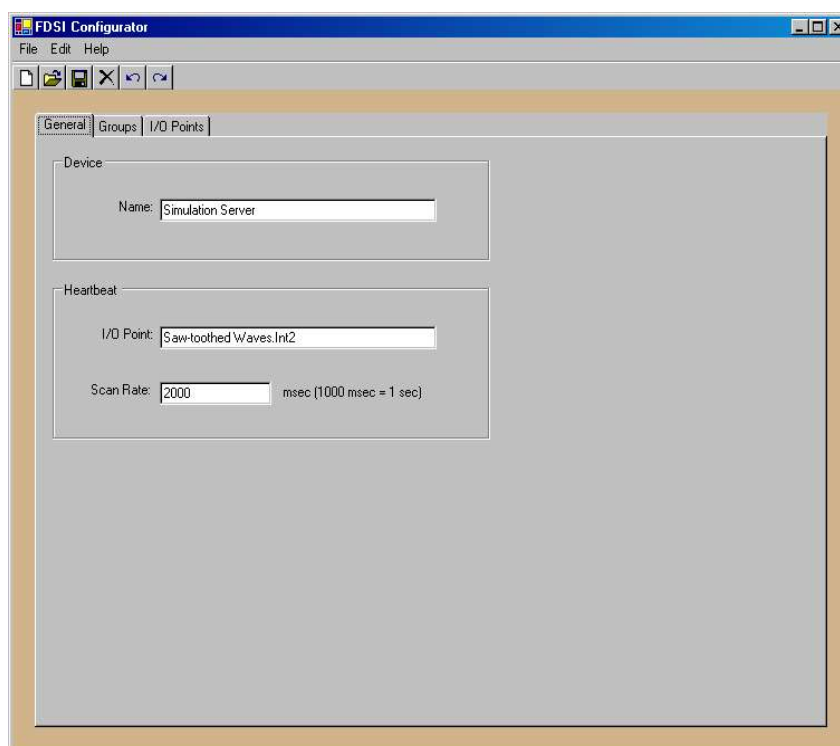 FDSI Configurator
File Edit Help
General Groups I/O Points
Device
Name: Simulation Server
Heartbeat
I/O Point: Saw-toothed Waves.Int2
Scan Rate: 2000 msec (1000 msec = 1 sec)